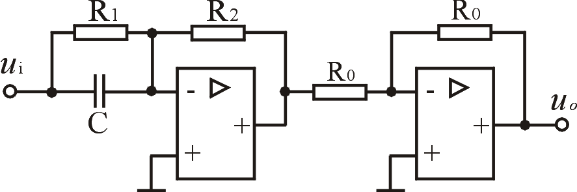 R1 R2 R0
ui
- ▷ R0 - ▷
C + + uo
+ +